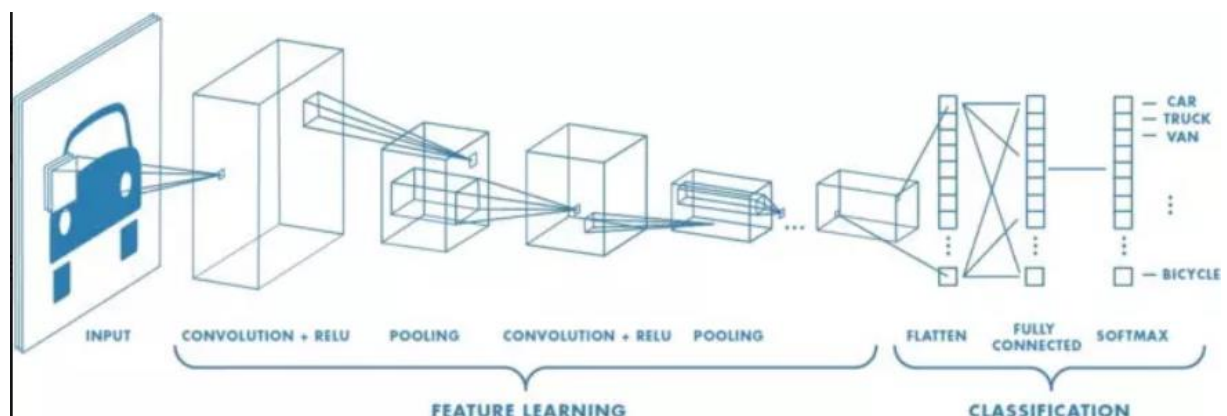 CAR
TRUCK
VAN
BICYCLE
INPUT
CONVOLUTION + RELU
POOLING
CONVOLUTION + RELU
POOLING
FLATTEN
FULLY
CONNECTED
SOFTMAX
FEATURE LEARNING
CLASSIFICATION